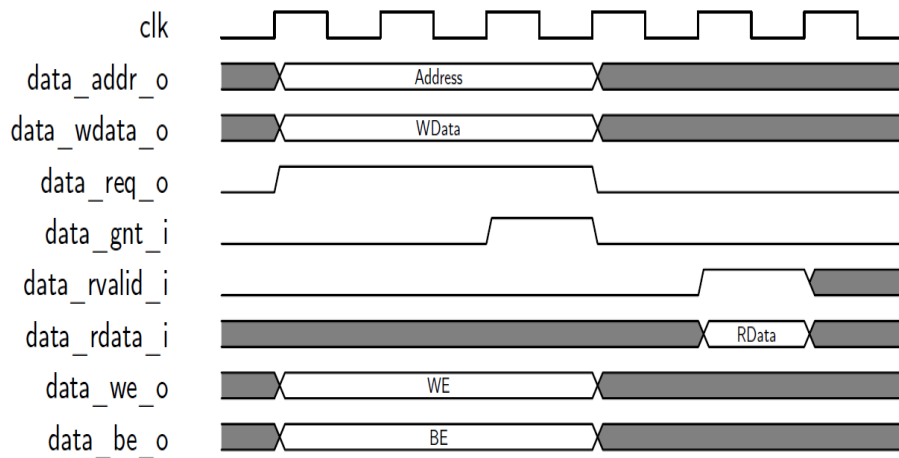 clk
data_addr_o Address
data_wdata_o WData
data_req_o
data_gnt_i
data_rvalid_i
data_rdata_i RData
data_we_o WE
data_be_o BE